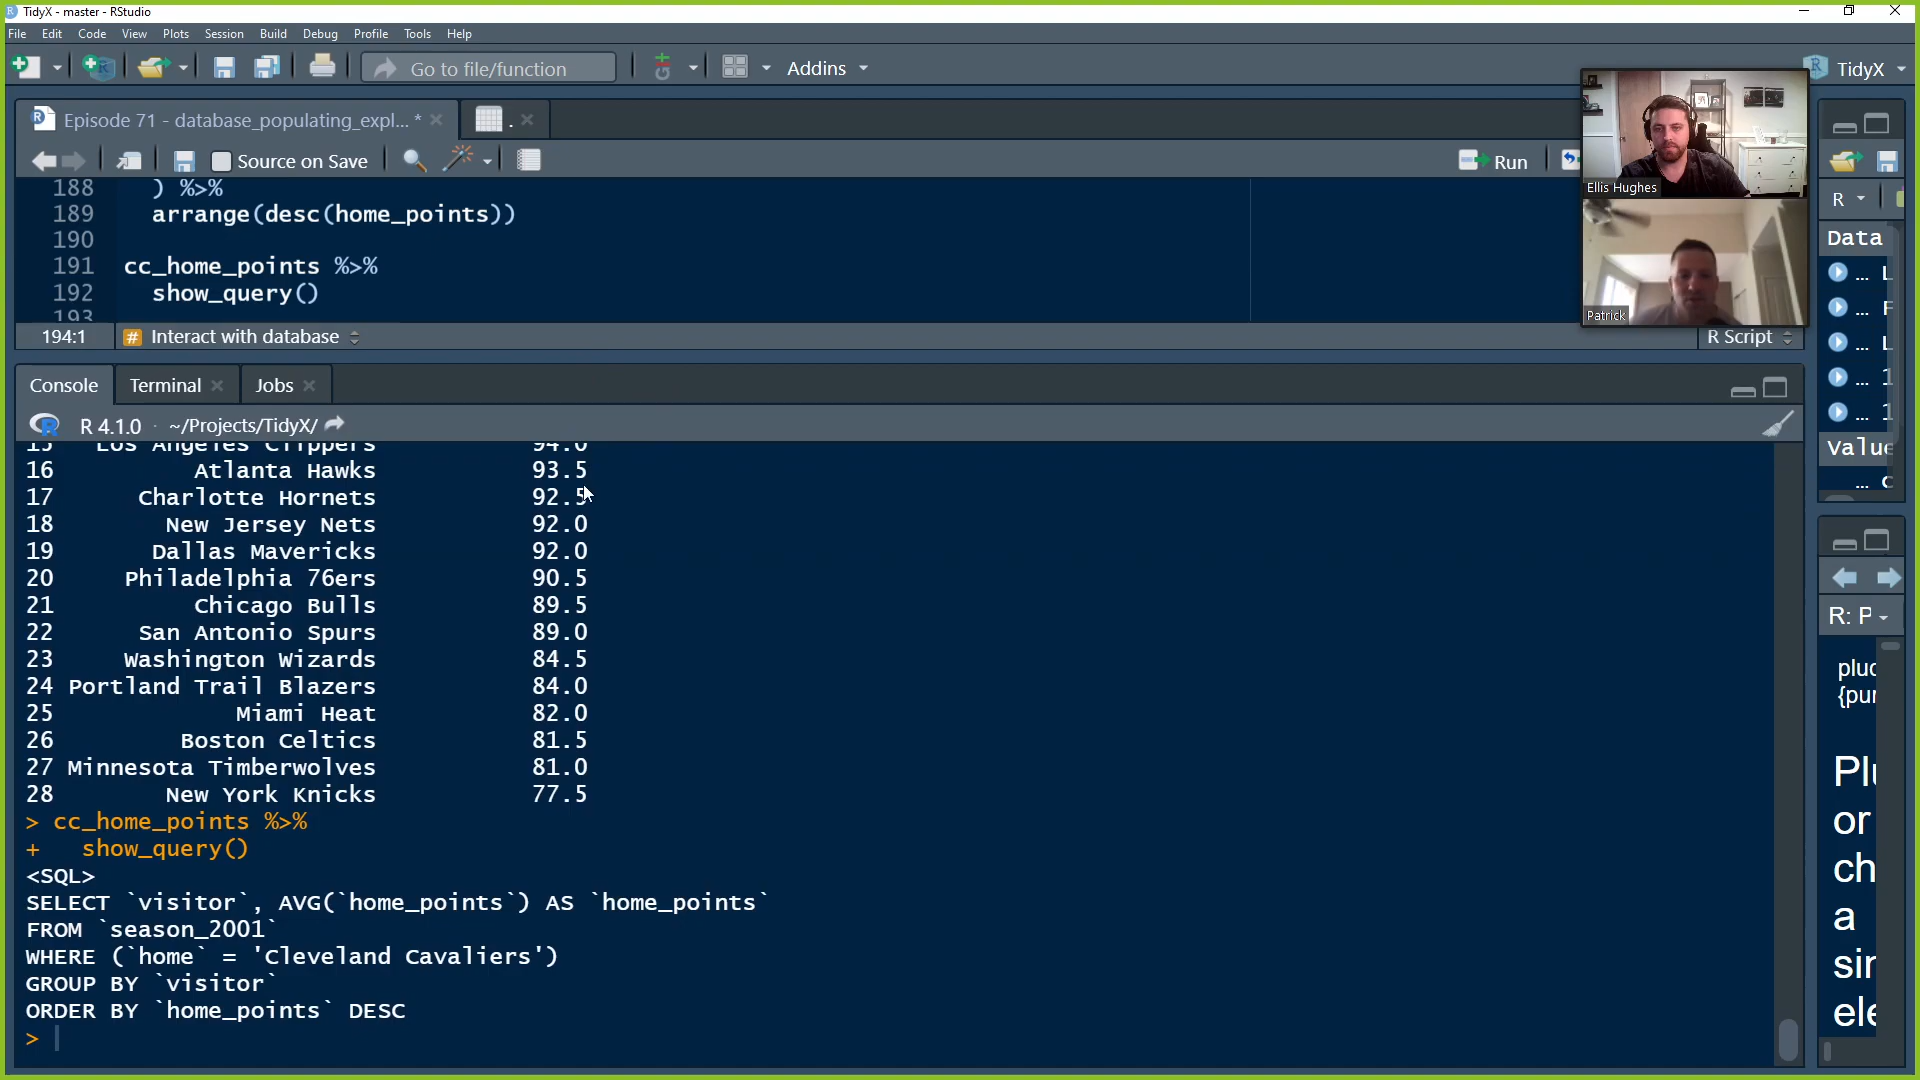 TidyX - master - RStudio
File Edit Code View Plots Session Build Debug Profile Tools Help
Go to file/function
Addins
TidyX
Episode 71 - database_populating_expl... *
.
Source on Save
Run
188 ) %>%
189 arrange(desc(home_points))
190
191 cc_home_points %>%
192 show_query()
193
194:1 # Interact with database
R Script
Ellis Hughes
Patrick
Console Terminal Jobs
R 4.1.0 · ~/Projects/TidyX/
15 Los Angeles Clippers 94.0
16 Atlanta Hawks 93.5
17 Charlotte Hornets 92.5
18 New Jersey Nets 92.0
19 Dallas Mavericks 92.0
20 Philadelphia 76ers 90.5
21 Chicago Bulls 89.5
22 San Antonio Spurs 89.0
23 Washington Wizards 84.5
24 Portland Trail Blazers 84.0
25 Miami Heat 82.0
26 Boston Celtics 81.5
27 Minnesota Timberwolves 81.0
28 New York Knicks 77.5
> cc_home_points %>%
+ show_query()
<SQL>
SELECT `visitor`, AVG(`home_points`) AS `home_points`
FROM `season_2001`
WHERE (`home` = 'Cleveland Cavaliers')
GROUP BY `visitor`
ORDER BY `home_points` DESC
>
R
Data
... L
... F
... L
... 1
... 1
Value
R: P
pluc
{pur
Plu
or
ch
a
sin
ele